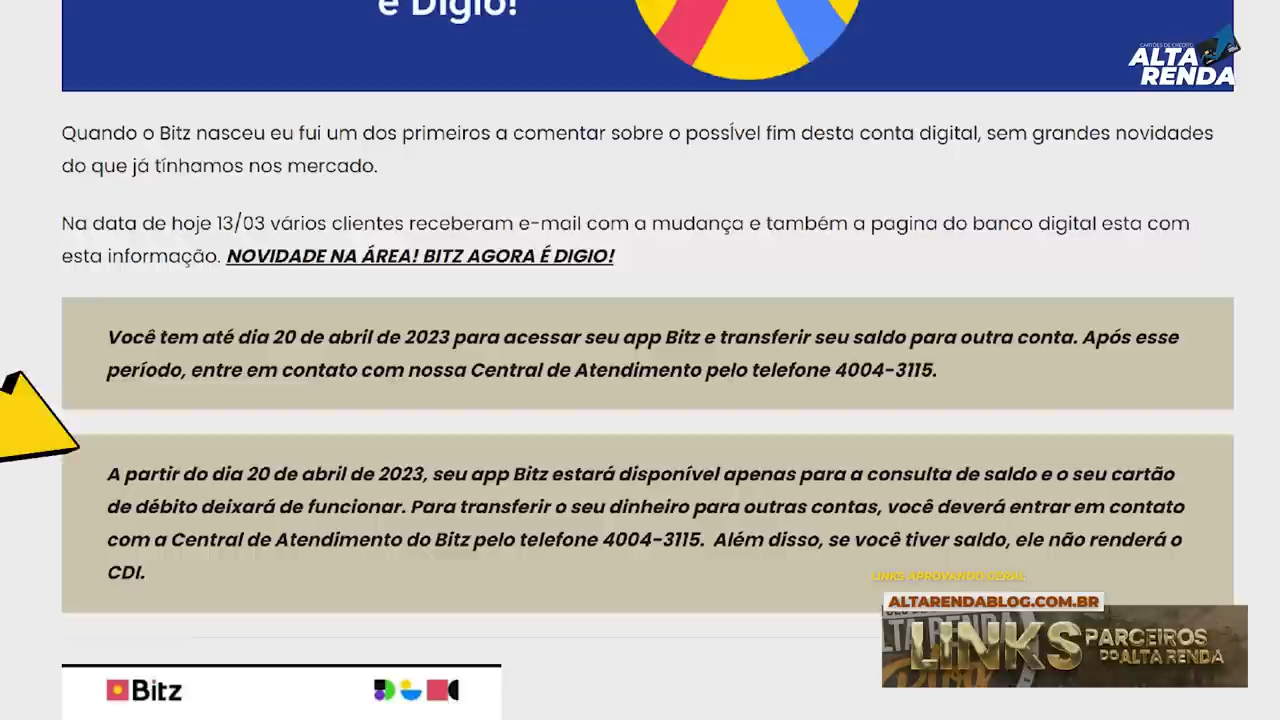 e Digio!
CARTÕES DE CRÉDITO
ALTA
RENDA
Quando o Bitz nasceu eu fui um dos primeiros a comentar sobre o possÍvel fim desta conta digital, sem grandes novidades
do que já tínhamos nos mercado.
Na data de hoje 13/03 vários clientes receberam e-mail com a mudança e também a pagina do banco digital esta com
esta informação. NOVIDADE NA ÁREA! BITZ AGORA É DIGIO!
Você tem até dia 20 de abril de 2023 para acessar seu app Bitz e transferir seu saldo para outra conta. Após esse
período, entre em contato com nossa Central de Atendimento pelo telefone 4004-3115.
A partir do dia 20 de abril de 2023, seu app Bitz estará disponível apenas para a consulta de saldo e o seu cartão
de débito deixará de funcionar. Para transferir o seu dinheiro para outras contas, você deverá entrar em contato
com a Central de Atendimento do Bitz pelo telefone 4004-3115. Além disso, se você tiver saldo, ele não renderá o
CDI.
LINKS APROVANDO GERAL
ALTARENDABLOG.COM.BR
LINKS PARCEIROS
DO ALTA RENDA
Bitz